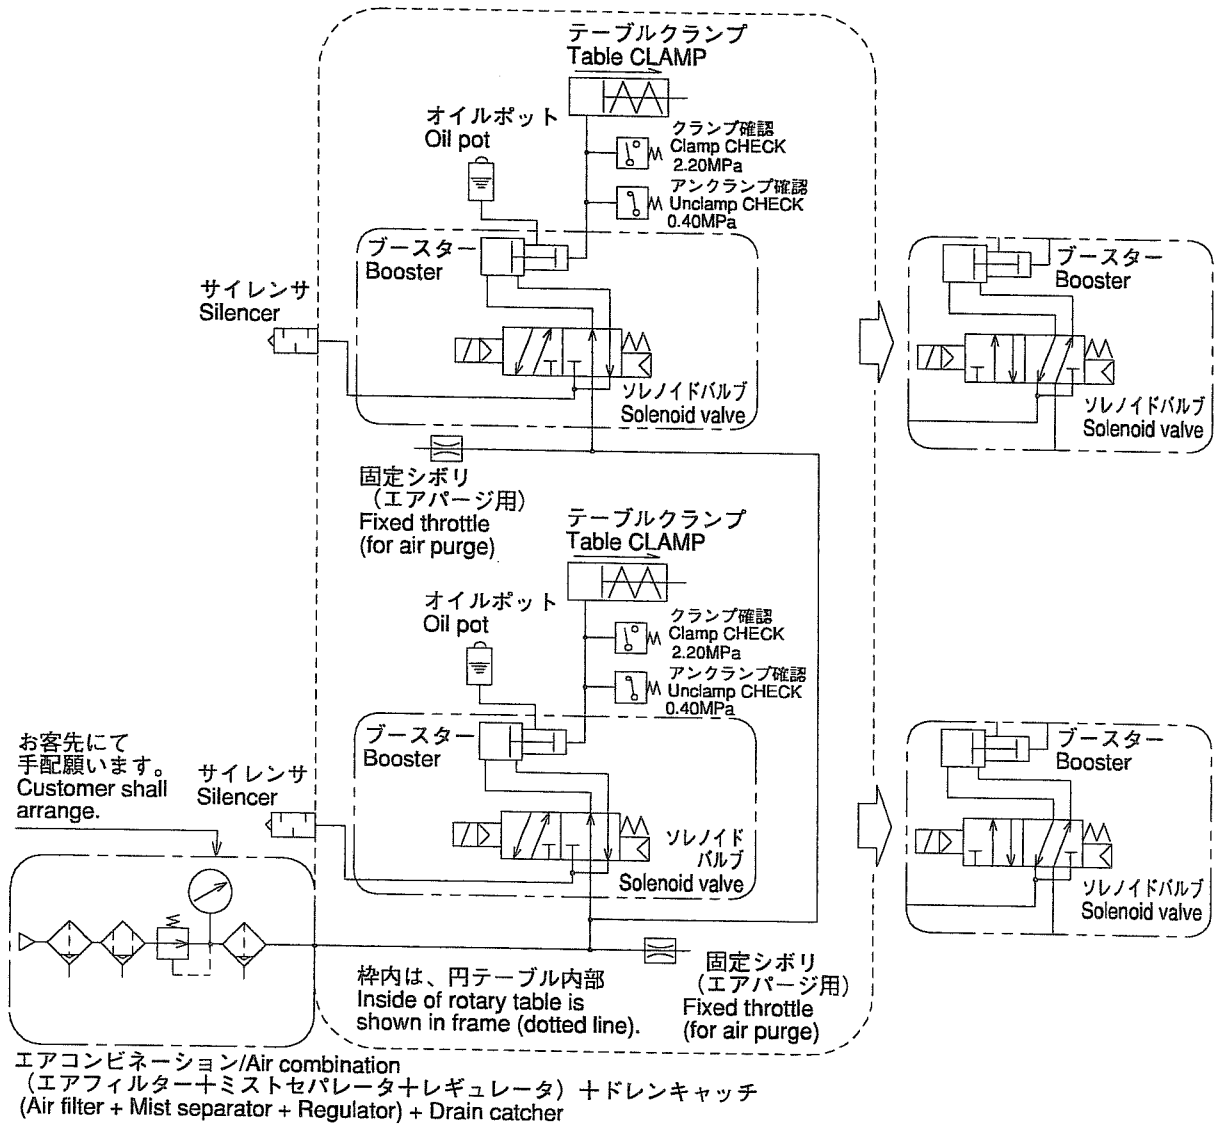 テーブルクランプ
Table CLAMP
オイルポット
Oil pot
クランプ確認
Clamp CHECK
2.20MPa
アンクランプ確認
Unclamp CHECK
0.40MPa
ブースター
Booster
サイレンサ
Silencer
ソレノイドバルブ
Solenoid valve
ブースター
Booster
ソレノイドバルブ
Solenoid valve
固定シボリ
（エアパージ用）
Fixed throttle
(for air purge)
テーブルクランプ
Table CLAMP
オイルポット
Oil pot
クランプ確認
Clamp CHECK
2.20MPa
アンクランプ確認
Unclamp CHECK
0.40MPa
ブースター
Booster
サイレンサ
Silencer
ソレノイド
バルブ
Solenoid valve
ブースター
Booster
ソレノイドバルブ
Solenoid valve
お客先にて
手配願います。
Customer shall
arrange.
枠内は、円テーブル内部
Inside of rotary table is
shown in frame (dotted line).
固定シボリ
（エアパージ用）
Fixed throttle
(for air purge)
エアコンビネーション/Air combination
（エアフィルター＋ミストセパレータ＋レギュレータ）＋ドレンキャッチ
(Air filter + Mist separator + Regulator) + Drain catcher